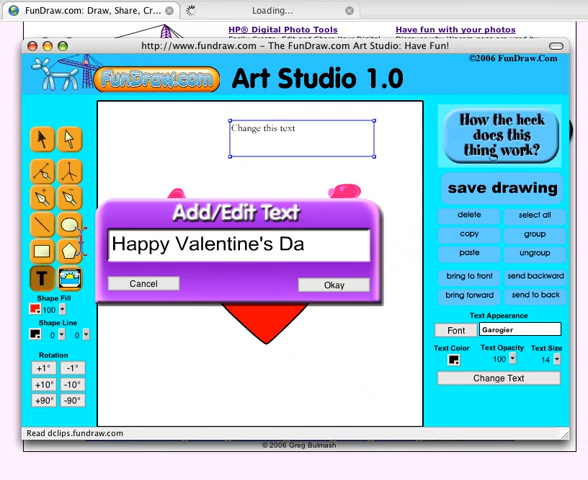 FunDraw.com: Draw, Share, Cr...
Loading...
HP® Digital Photo Tools
Have fun with your photos
http://www.fundraw.com - The FunDraw.com Art Studio: Have Fun!
©2006 FunDraw.Com
FunDraw.com
Art Studio 1.0
Change this text
How the heck
does this
thing work?
save drawing
delete
select all
copy
group
paste
ungroup
bring to front
send backward
bring forward
send to back
Add/Edit Text
Happy Valentine's Da
Cancel
Okay
T
Shape Fill
100
Shape Line
0
0
Rotation
+1°
-1°
+10°
-10°
+90°
-90°
Text Appearance
Font
Garogier
Text Color
Text Opacity
Text Size
100
14
Change Text
Read dclips.fundraw.com
© 2006 Greg Bulmash